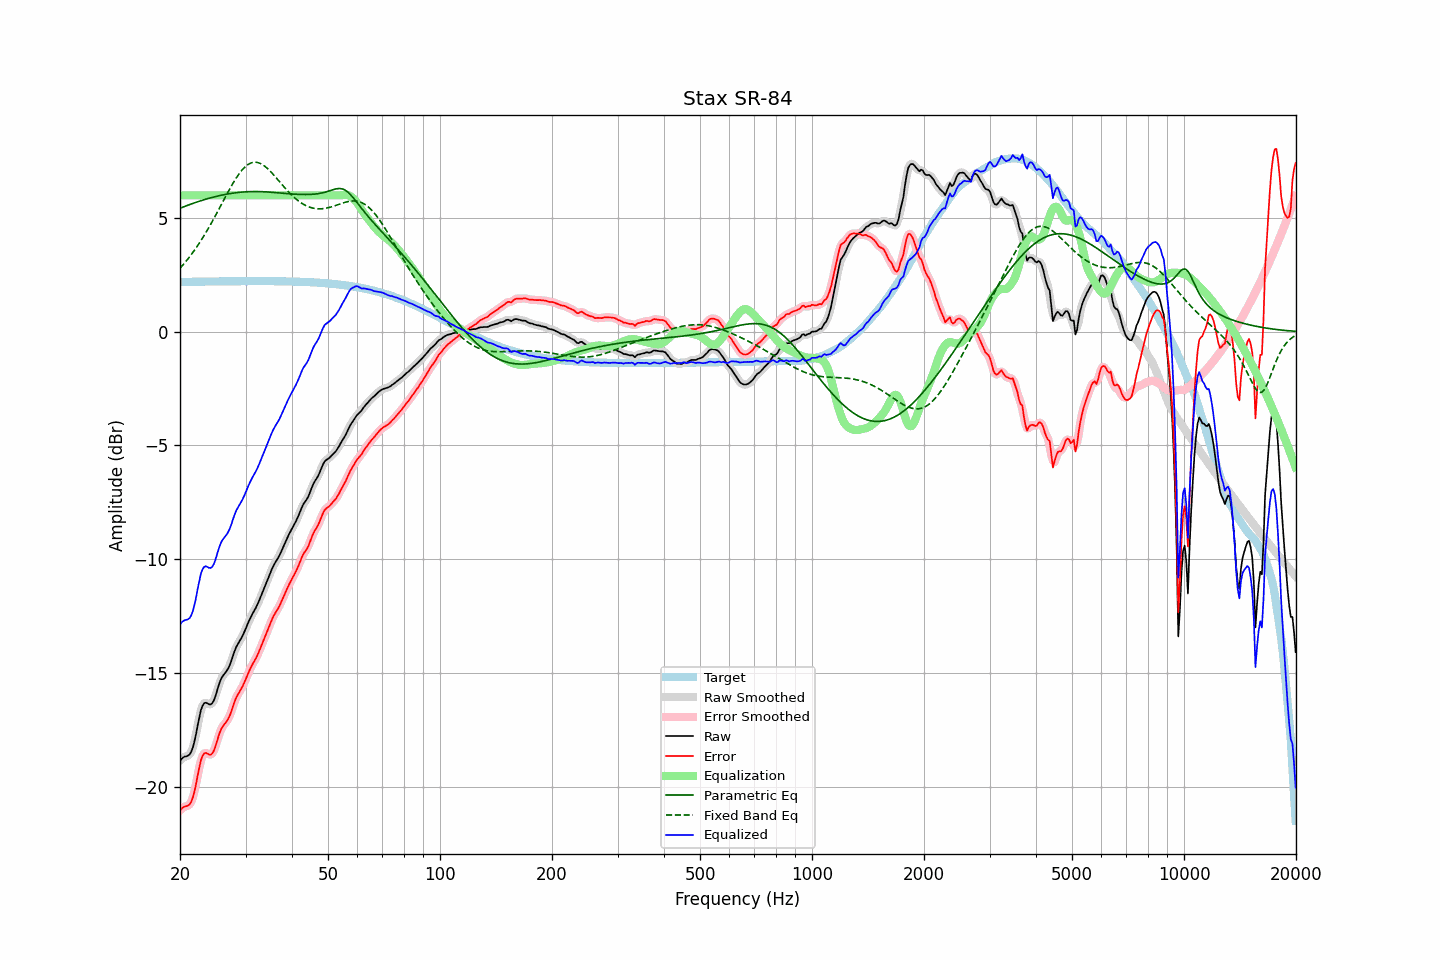 Stax SR-84
Amplitude (dBr)
5
0
−5
−10
−15
−20
Target
Raw Smoothed
Error Smoothed
Raw
Error
Equalization
Parametric Eq
Fixed Band Eq
Equalized
20 50 100 200 500 1000 2000 5000 10000 20000
Frequency (Hz)